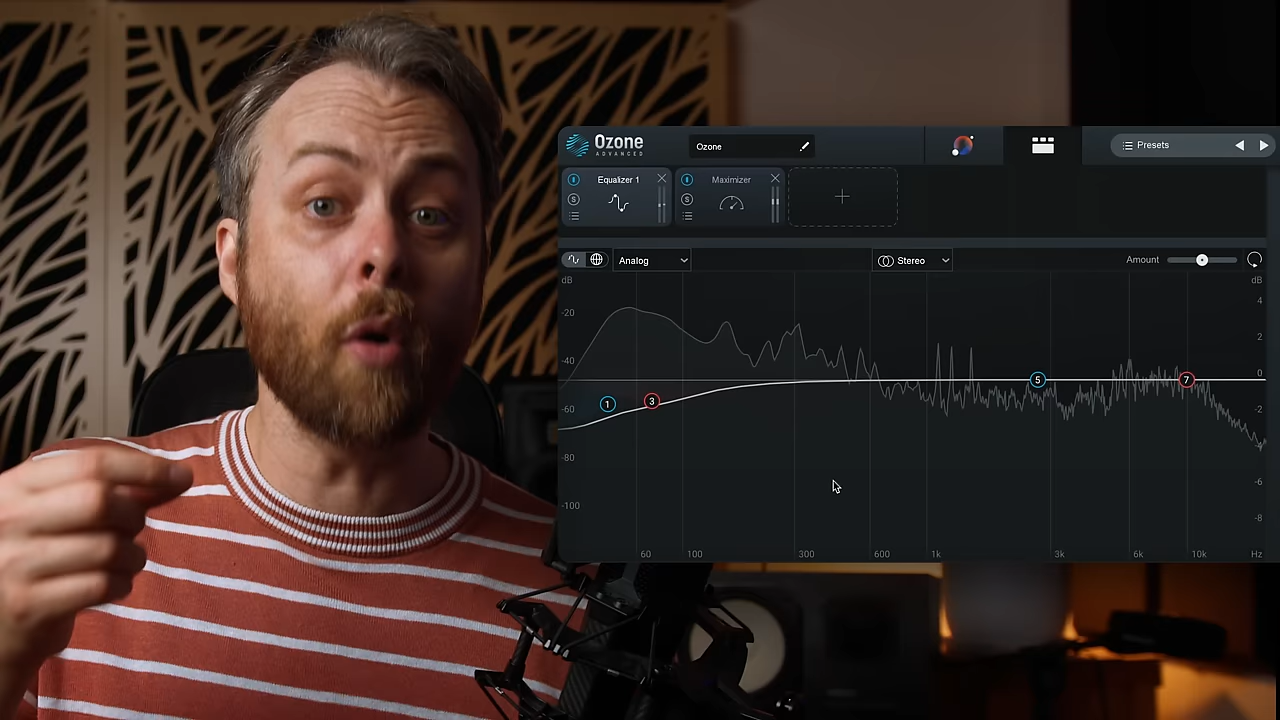 Ozone
ADVANCED
Ozone
Presets
Equalizer 1
Maximizer
S
S
Analog
Stereo
Amount
dB
dB
-20
4
2
-40
0
5
7
1
3
-60
-2
-80
-4
-6
-100
-8
60
100
300
600
1k
3k
6k
10k
Hz